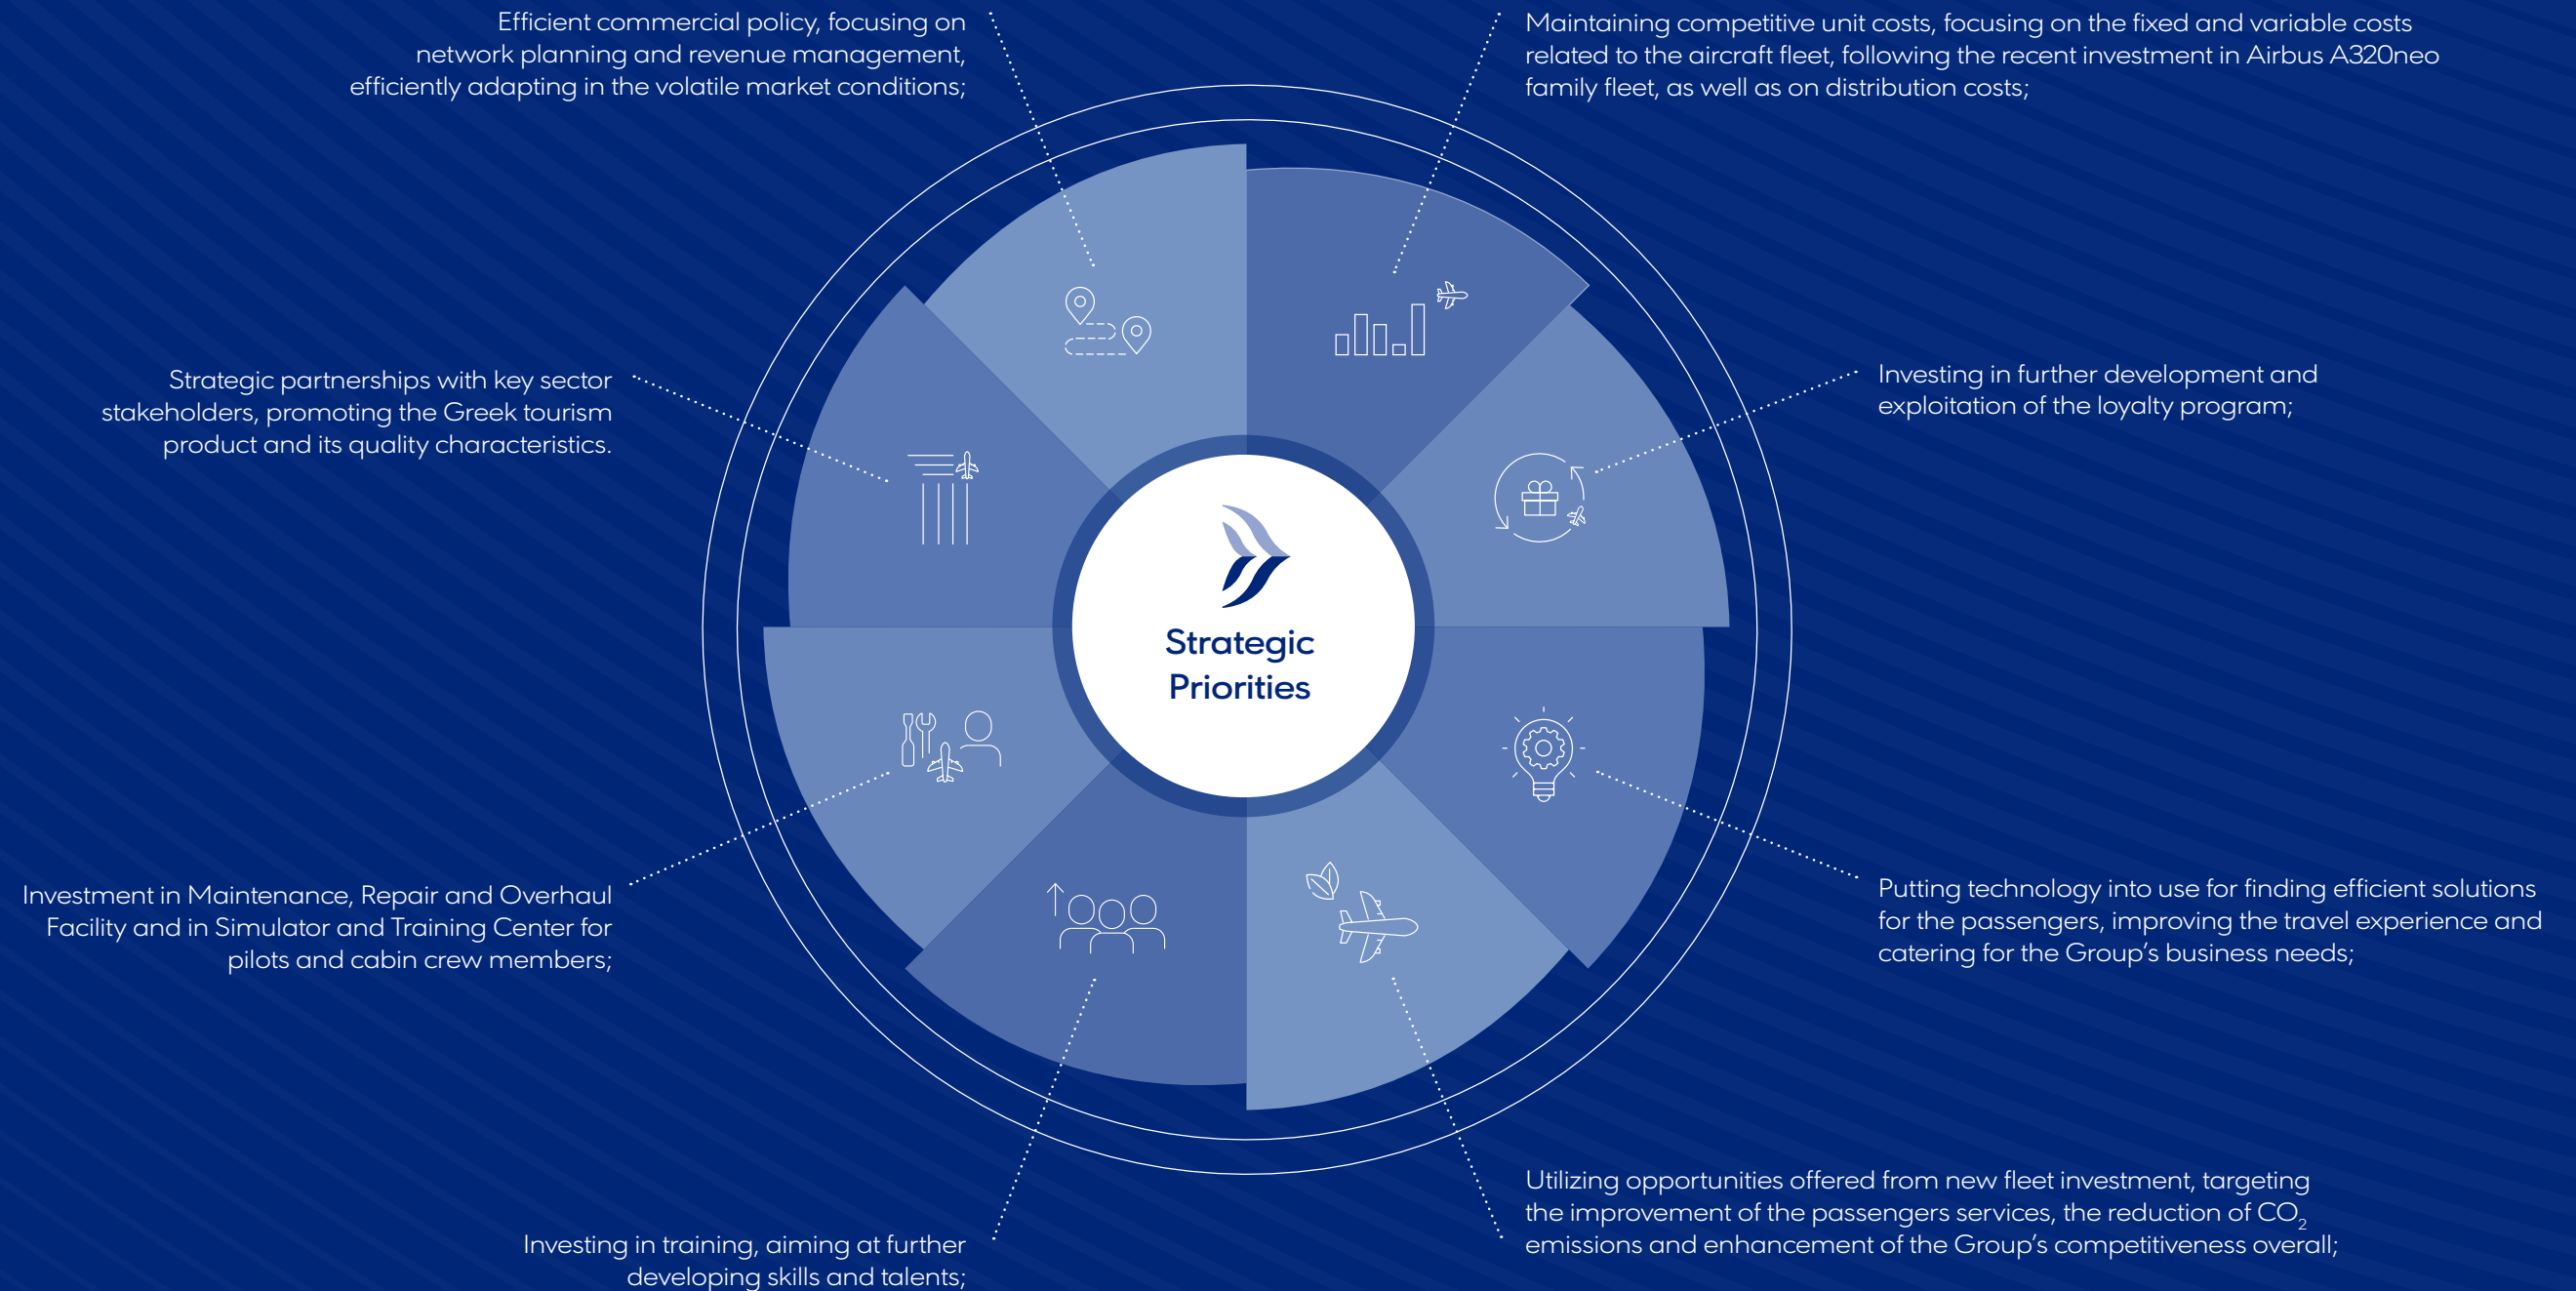 Efficient commercial policy, focusing on
network planning and revenue management,
efficiently adapting in the volatile market conditions;
Maintaining competitive unit costs, focusing on the fixed and variable costs
related to the aircraft fleet, following the recent investment in Airbus A320neo
family fleet, as well as on distribution costs;
Strategic partnerships with key sector
stakeholders, promoting the Greek tourism
product and its quality characteristics.
Investing in further development and
exploitation of the loyalty program;
Strategic
Priorities
Investment in Maintenance, Repair and Overhaul
Facility and in Simulator and Training Center for
pilots and cabin crew members;
Putting technology into use for finding efficient solutions
for the passengers, improving the travel experience and
catering for the Group's business needs;
Investing in training, aiming at further
developing skills and talents;
Utilizing opportunities offered from new fleet investment, targeting
the improvement of the passengers services, the reduction of CO₂
emissions and enhancement of the Group's competitiveness overall;